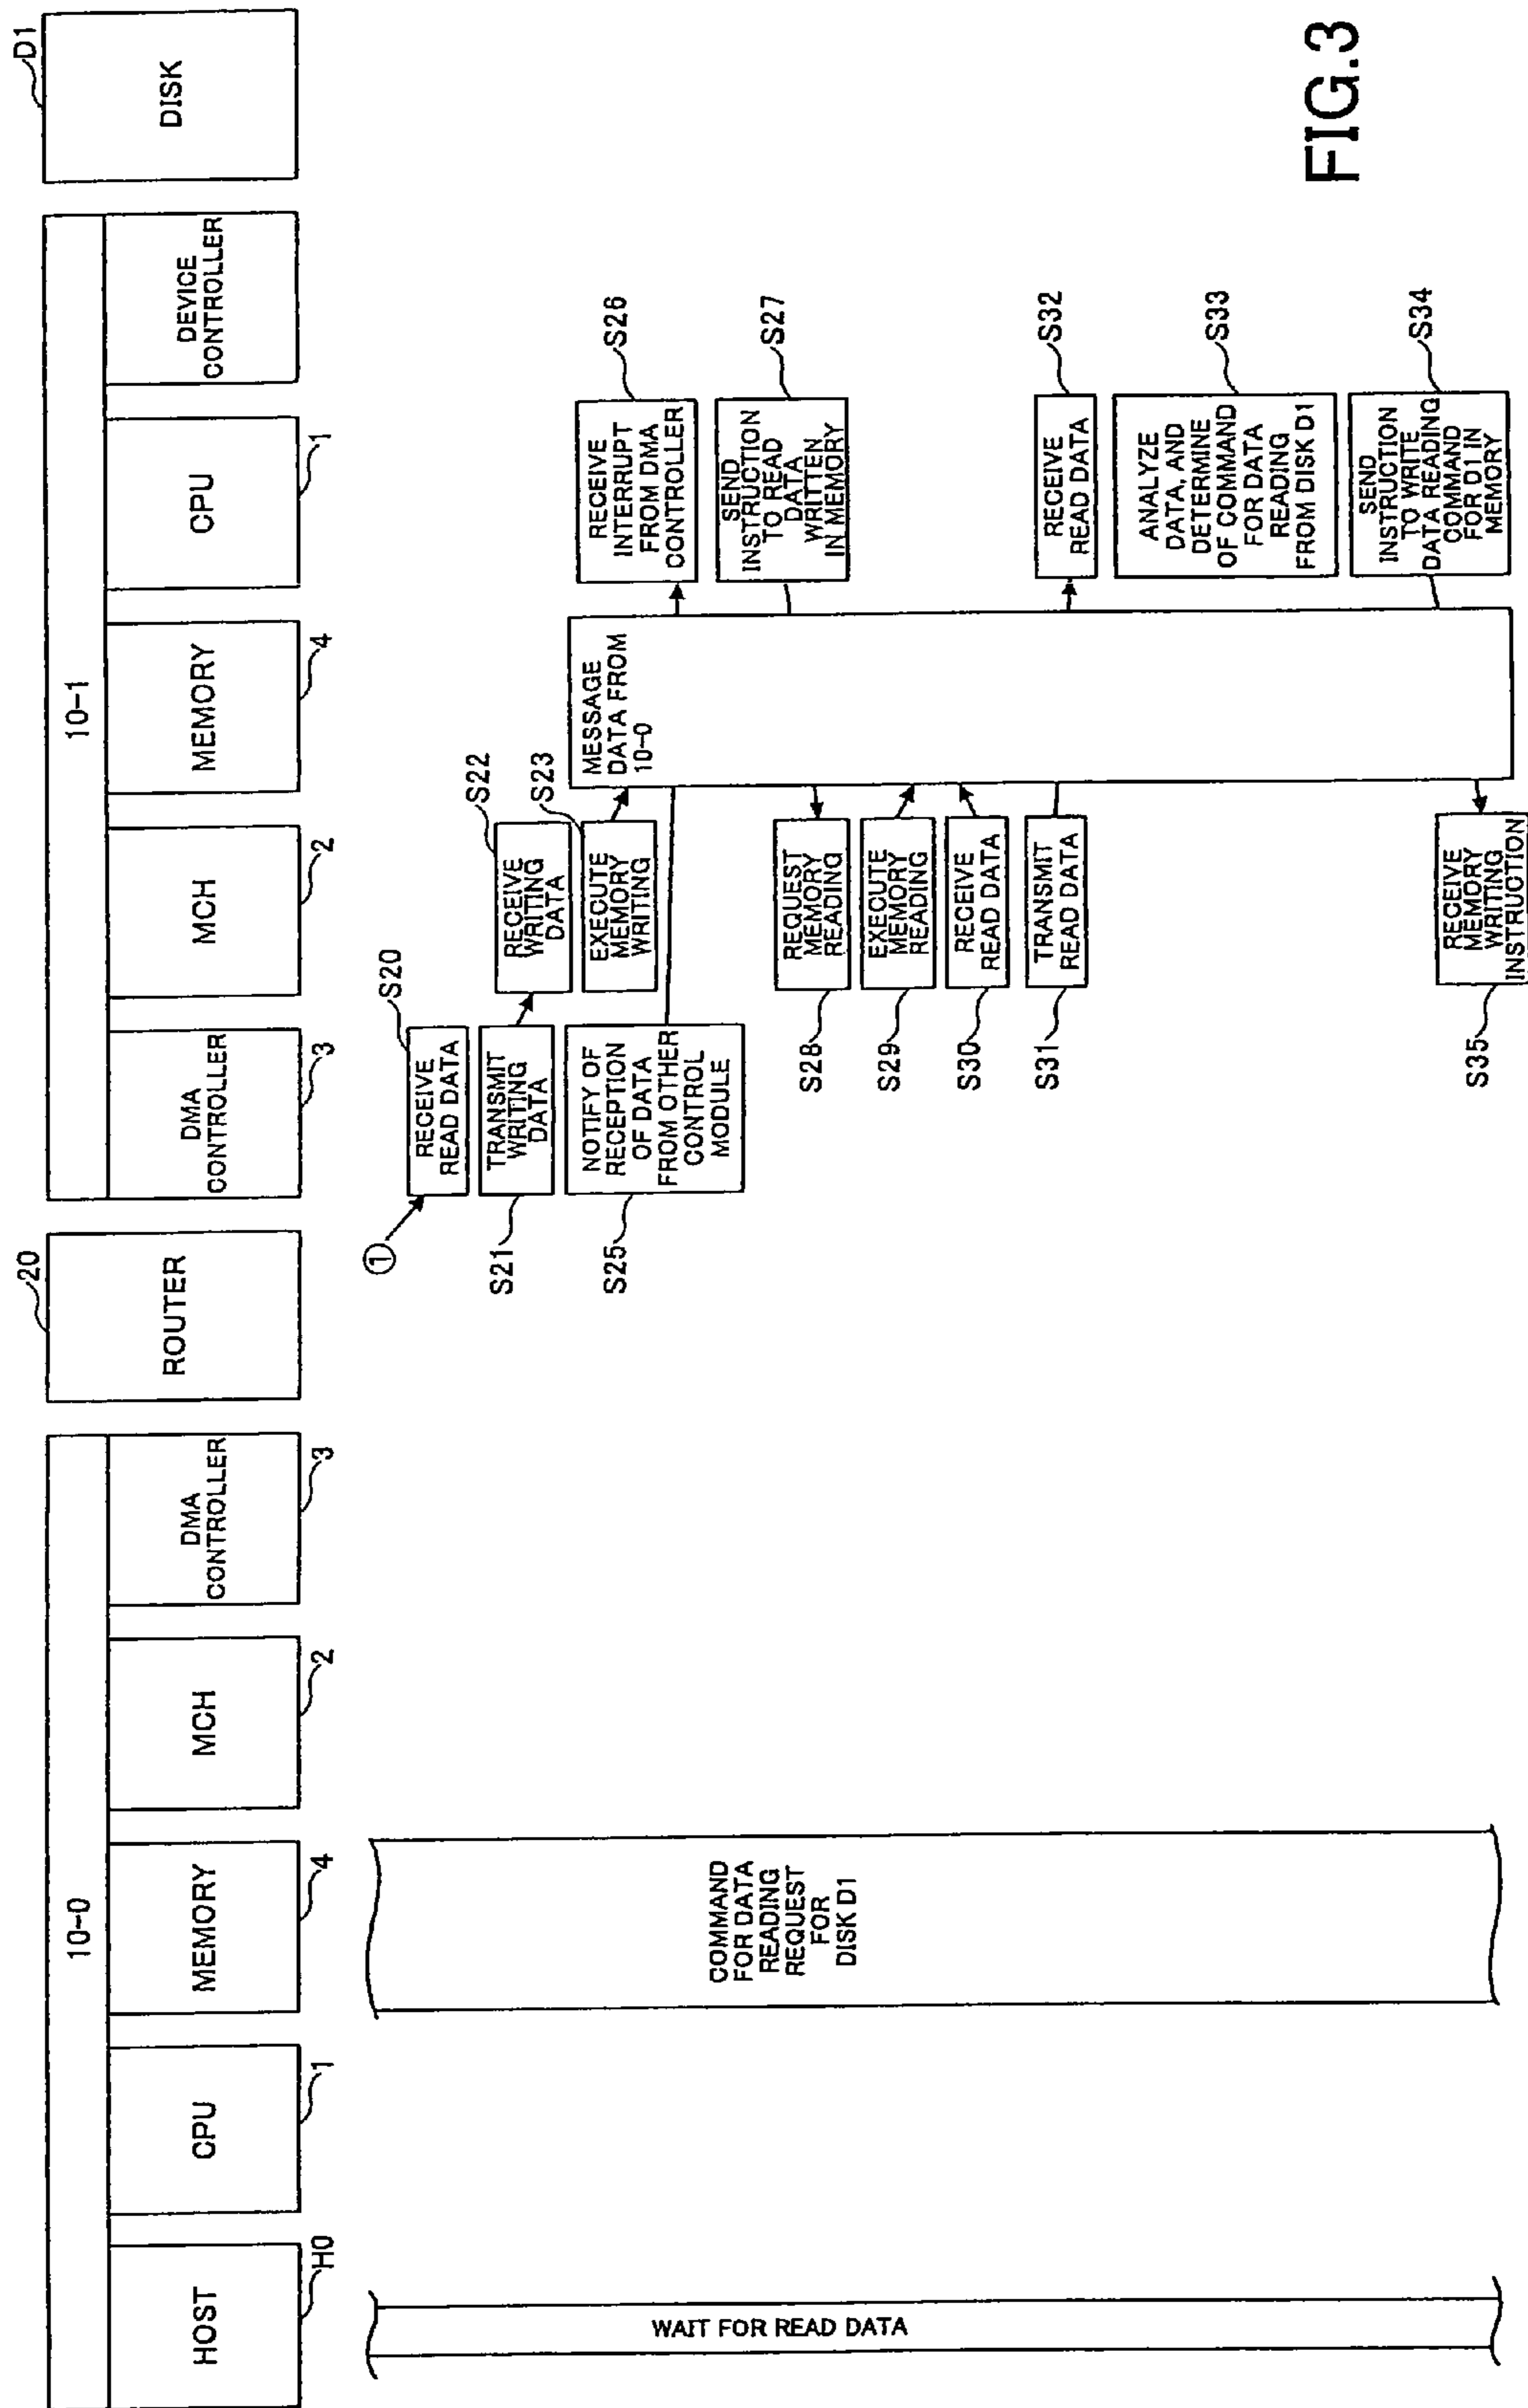 10-0
10-1
HOST
H0
CPU
1
MEMORY
4
MCH
2
DMA
CONTROLLER
3
ROUTER
20
DMA
CONTROLLER
3
MCH
2
MEMORY
4
CPU
1
DEVICE
CONTROLLER
DISK
D1
WAIT FOR READ DATA
COMMAND
FOR DATA
READING
REQUEST
FOR
DISK D1
①
RECEIVE
READ DATA
S20
TRANSMIT
WRITING
DATA
S21
RECEIVE
WRITING
DATA
S22
EXECUTE
MEMORY
WRITING
S23
NOTIFY OF
RECEPTION
OF DATA
FROM OTHER
CONTROL
MODULE
S25
MESSAGE
DATA FROM
10-0
RECEIVE
INTERRUPT
FROM DMA
CONTROLLER
S26
SEND
INSTRUCTION
TO READ
DATA
WRITTEN
IN MEMORY
S27
REQUEST
MEMORY
READING
S28
EXECUTE
MEMORY
READING
S29
RECEIVE
READ DATA
S30
TRANSMIT
READ DATA
S31
RECEIVE
READ DATA
S32
ANALYZE
DATA, AND
DETERMINE
OF COMMAND
FOR DATA
READING
FROM DISK D1
S33
SEND
INSTRUCTION
TO WRITE
DATA READING
COMMAND
FOR D1 IN
MEMORY
S34
RECEIVE
MEMORY
WRITING
INSTRUCTION
S35
FIG.3